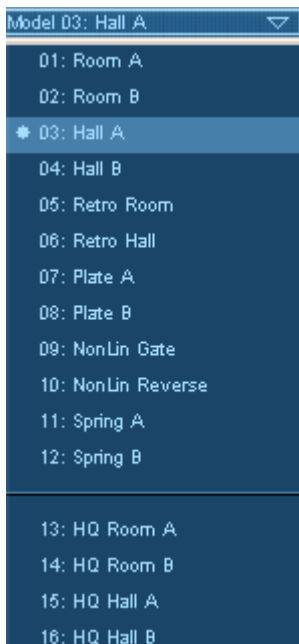 Model 03: Hall A
01: Room A
02: Room B
03: Hall A
04: Hall B
05: Retro Room
06: Retro Hall
07: Plate A
08: Plate B
09: NonLin Gate
10: NonLin Reverse
11: Spring A
12: Spring B
13: HQ Room A
14: HQ Room B
15: HQ Hall A
16: HQ Hall B